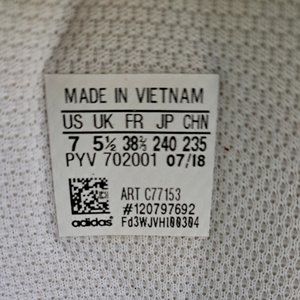 MADE IN VIETNAM
US UK FR JP CHN
7 5½ 38⅔ 240 235
PYV 702001 07/18
ART C77153
#120797692
adidas Fd3WJVHI00304